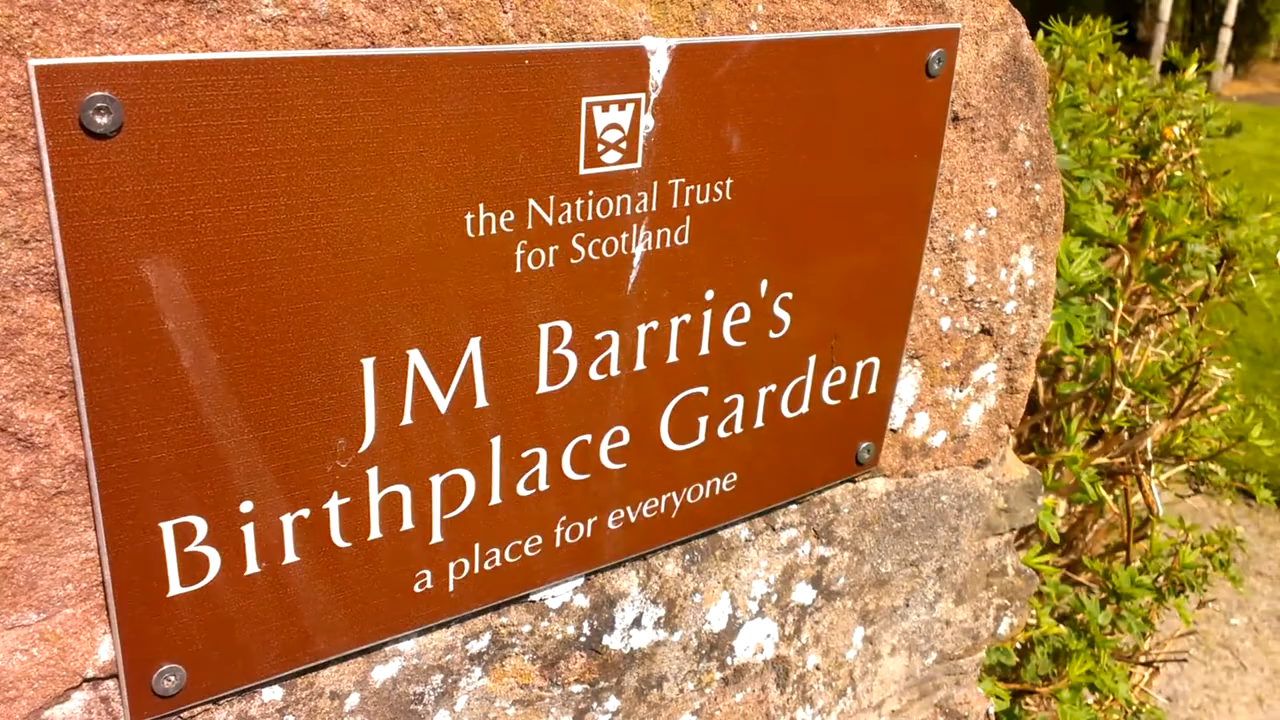 the National Trust
for Scotland
JM Barrie's
Birthplace Garden
a place for everyone